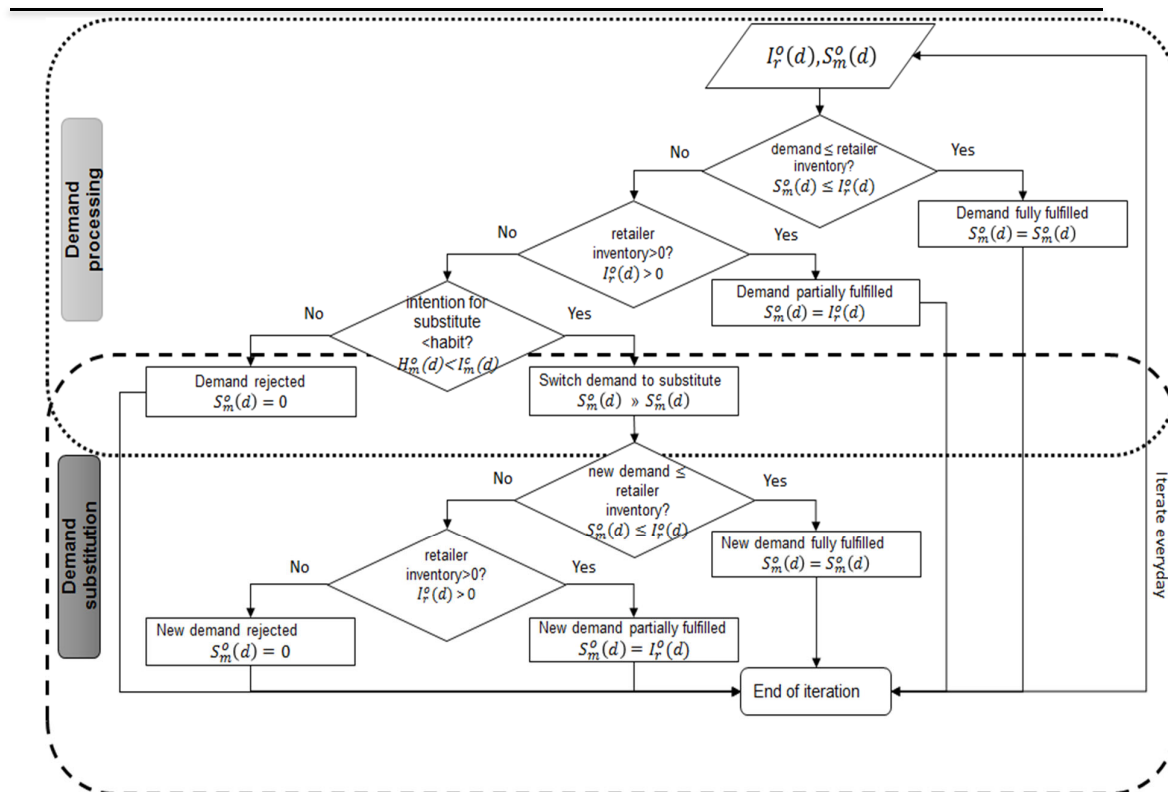 I_r^o(d), S_m^o(d)
demand ≤ retailer
inventory?
S_m^o(d) ≤ I_r^o(d)
No
Yes
Demand fully fulfilled
S_m^o(d) = S_m^o(d)
retailer
inventory>0?
I_r^o(d) > 0
No
Yes
Demand partially fulfilled
S_m^o(d) = I_r^o(d)
intention for
substitute
<habit?
H_m^o(d)<I_m^c(d)
No
Yes
Demand rejected
S_m^o(d) = 0
Switch demand to substitute
S_m^o(d) » S_m^c(d)
Demand
processing
new demand ≤
retailer
inventory?
S_m^o(d) ≤ I_r^o(d)
No
Yes
New demand fully fulfilled
S_m^o(d) = S_m^o(d)
retailer
inventory>0?
I_r^o(d) > 0
No
Yes
New demand rejected
S_m^o(d) = 0
New demand partially fulfilled
S_m^o(d) = I_r^o(d)
End of iteration
Demand
substitution
Iterate everyday